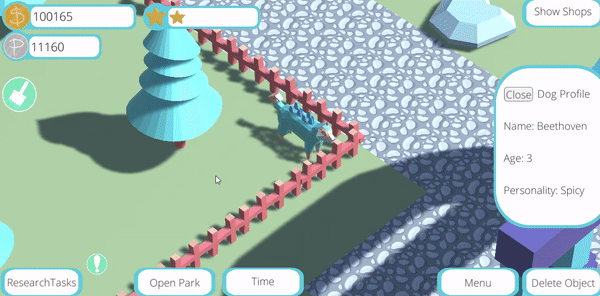 100165
Show Shops
11160
Close Dog Profile
Name: Beethoven
Age: 3
Personality: Spicy
!
ResearchTasks
Open Park
Time
Menu
Delete Object